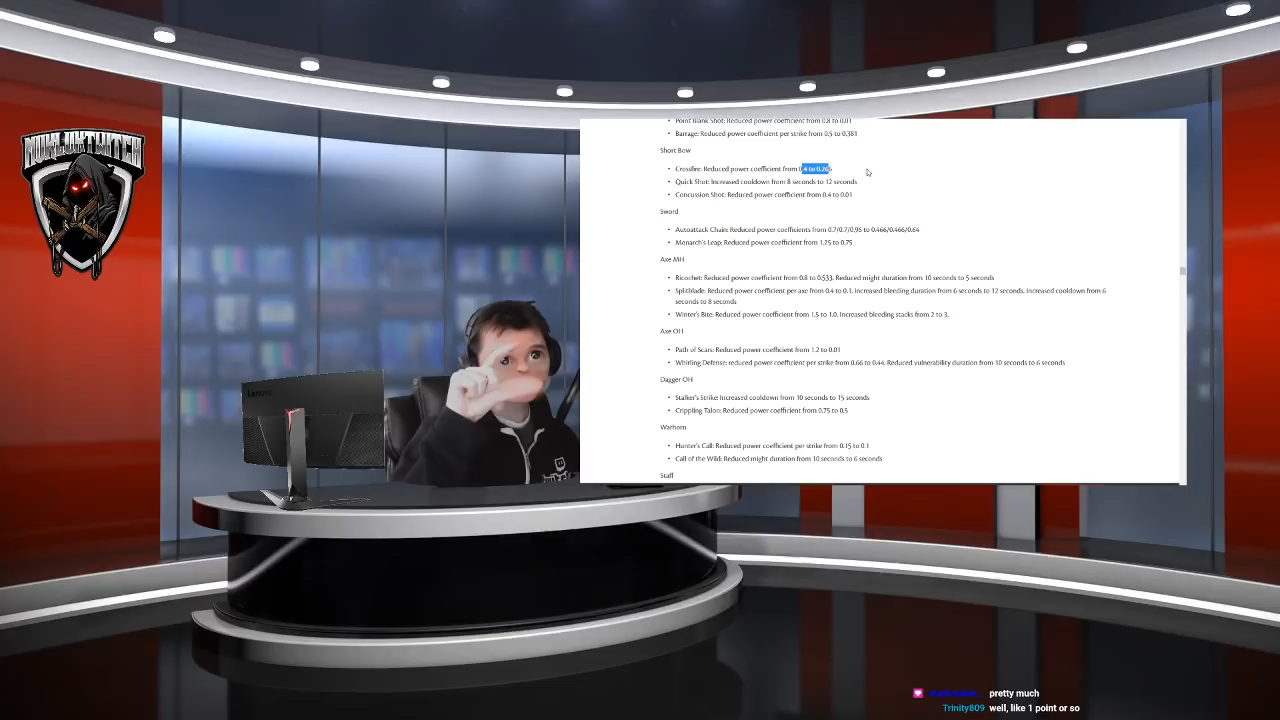 Point Blank Shot: Reduced power coefficient from 0.8 to 0.01
• Barrage: Reduced power coefficient per strike from 0.5 to 0.381
Short Bow
• Crossfire: Reduced power coefficient from 0.4 to 0.26
• Quick Shot: Increased cooldown from 8 seconds to 12 seconds
• Concussion Shot: Reduced power coefficient from 0.4 to 0.01
Sword
• Autoattack Chain: Reduced power coefficients from 0.7/0.7/0.96 to 0.466/0.466/0.64
• Monarch's Leap: Reduced power coefficient from 1.25 to 0.75
Axe MH
• Ricochet: Reduced power coefficient from 0.8 to 0.533. Reduced might duration from 10 seconds to 5 seconds
• Splitblade: Reduced power coefficient per axe from 0.4 to 0.1. Increased bleeding duration from 6 seconds to 12 seconds. Increased cooldown from 6
seconds to 8 seconds
• Winter's Bite: Reduced power coefficient from 1.5 to 1.0. Increased bleeding stacks from 2 to 3.
Axe OH
• Path of Scars: Reduced power coefficient from 1.2 to 0.01
• Whirling Defense: reduced power coefficient per strike from 0.66 to 0.44. Reduced vulnerability duration from 10 seconds to 6 seconds
Dagger OH
• Stalker's Strike: Increased cooldown from 10 seconds to 15 seconds
• Crippling Talon: Reduced power coefficient from 0.75 to 0.5
Warhorn
• Hunter's Call: Reduced power coefficient per strike from 0.15 to 0.1
• Call of the Wild: Reduced might duration from 10 seconds to 6 seconds
Staff
Lenovo
pretty much
Trinity809 well, like 1 point or so